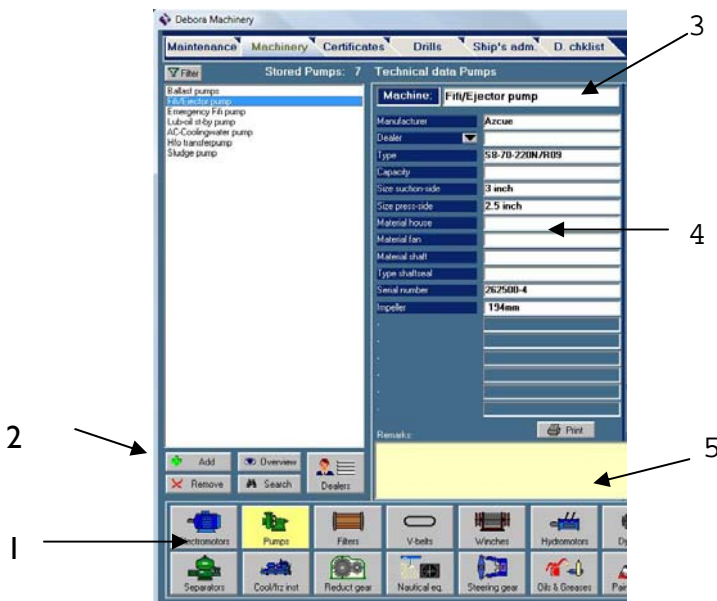 Debora Machinery
3
Maintenance Machinery Certificates Drills Ship's adm. D. chklist
Filter Stored Pumps: 7 Technical data Pumps
Ballast pumps
Fifi/Ejector pump
Emergency Fifi pump
Lub-oil st-by pump
AC-Coolingwater pump
Hfo transferpump
Sludge pump
Machine: Fifi/Ejector pump
Manufacturer Azcue
Dealer
Type S8-70-220N/R09
Capacity
Size suction-side 3 inch
Size press-side 2.5 inch
Material house
4
Material fan
Material shaft
Type shaftseal
Serial number 262500-4
Impeller 194mm
Print
Remarks:
5
2
Add Overview
Remove Search Dealers
1
Electromotors Pumps Filters V-belts Winches Hydromotors Dy
Separators Cool/frz inst Reduct gear Nautical eq. Steering gear Oils & Greases Pain